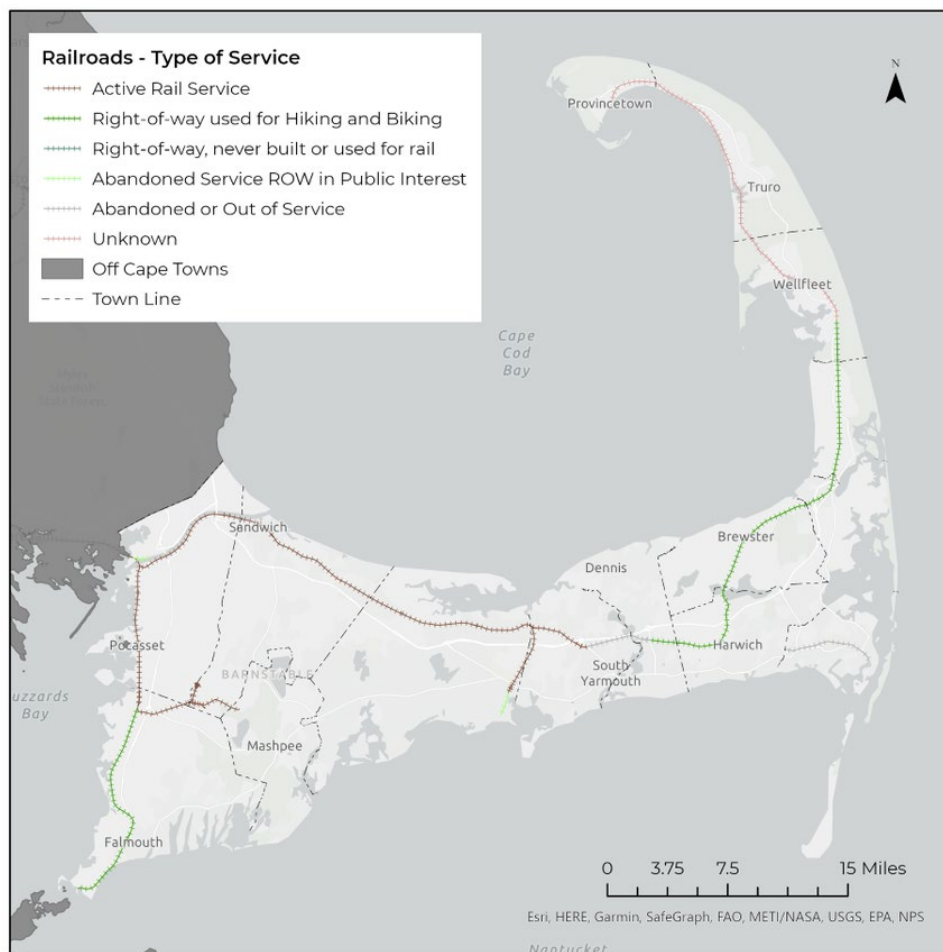 Railroads - Type of Service
Active Rail Service
Right-of-way used for Hiking and Biking
Right-of-way, never built or used for rail
Abandoned Service ROW in Public Interest
Abandoned or Out of Service
Unknown
Off Cape Towns
Town Line
N
Provincetown
Truro
Wellfleet
Cape
Cod
Bay
Sandwich
Brewster
Dennis
Pocasset
Harwich
BARNSTABLE
South
Yarmouth
uzzards
Bay
Mashpee
Falmouth
0 3.75 7.5 15 Miles
Esri, HERE, Garmin, SafeGraph, FAO, METI/NASA, USGS, EPA, NPS
Nantucket